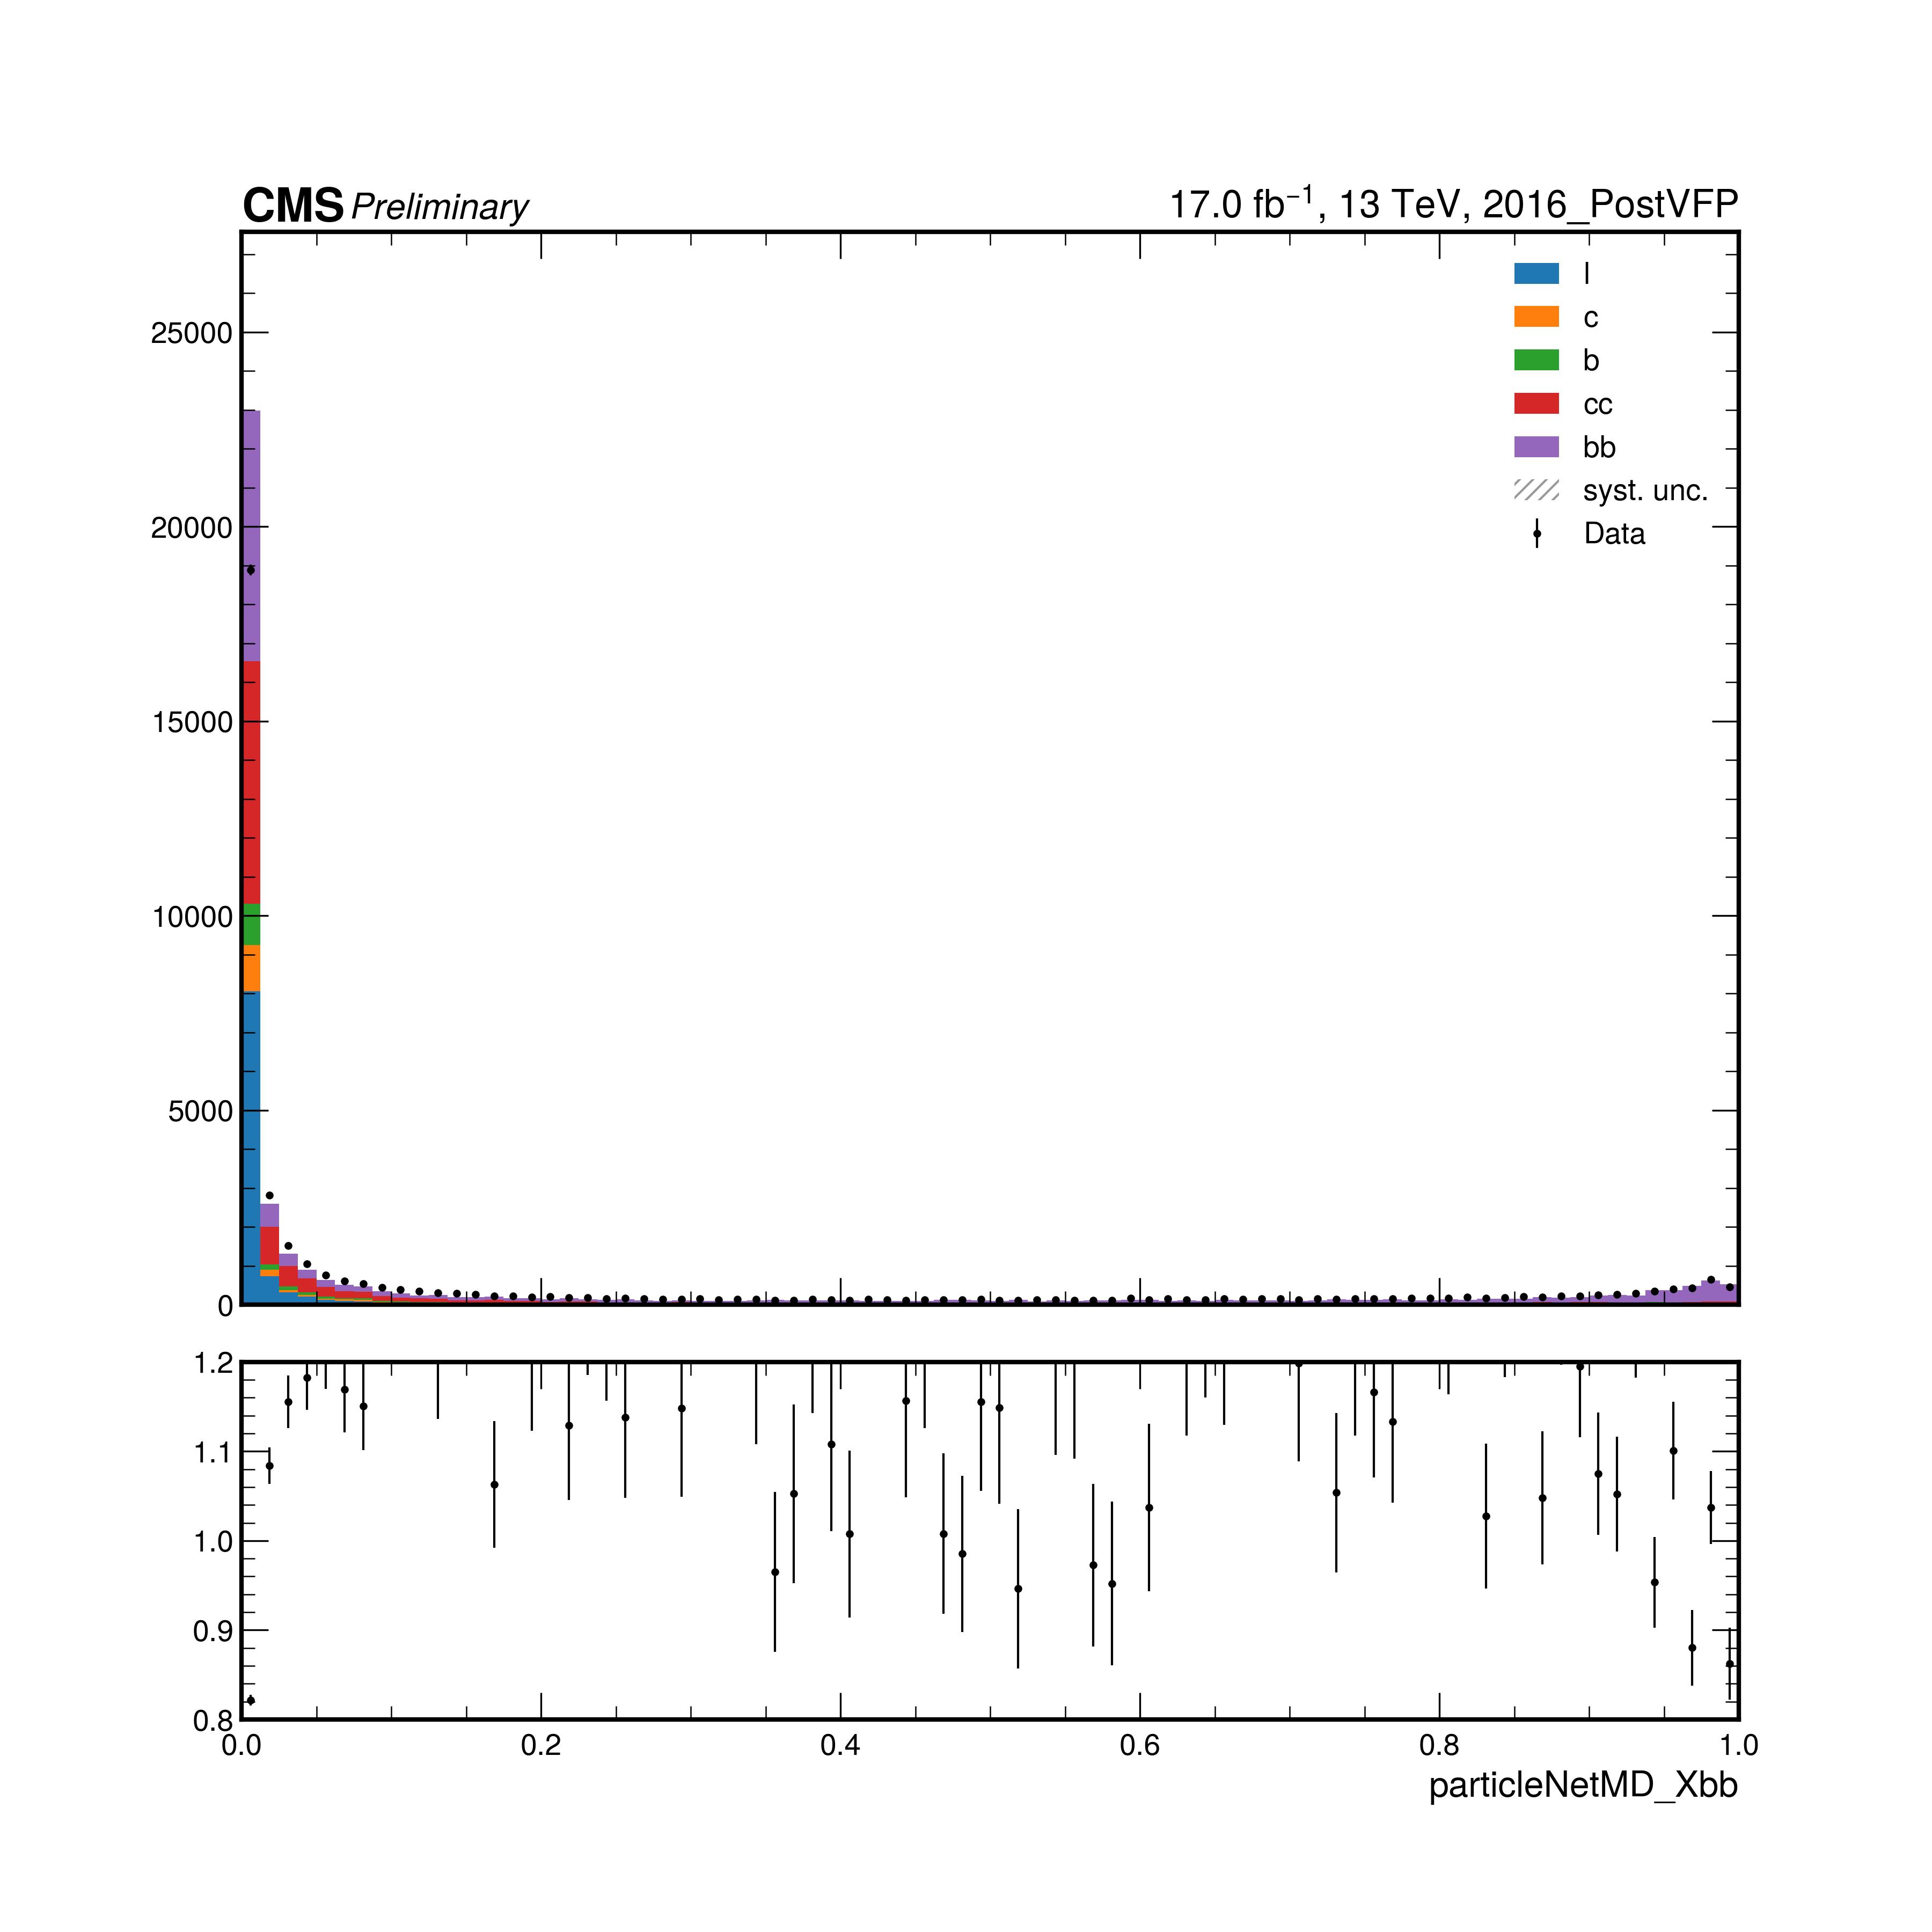 CMS Preliminary 17.0 fb⁻¹, 13 TeV, 2016_PostVFP
l
c
b
cc
bb
syst. unc.
Data
25000
20000
15000
10000
5000
0
1.2
1.1
1.0
0.9
0.8
0.0 0.2 0.4 0.6 0.8 1.0
particleNetMD_Xbb